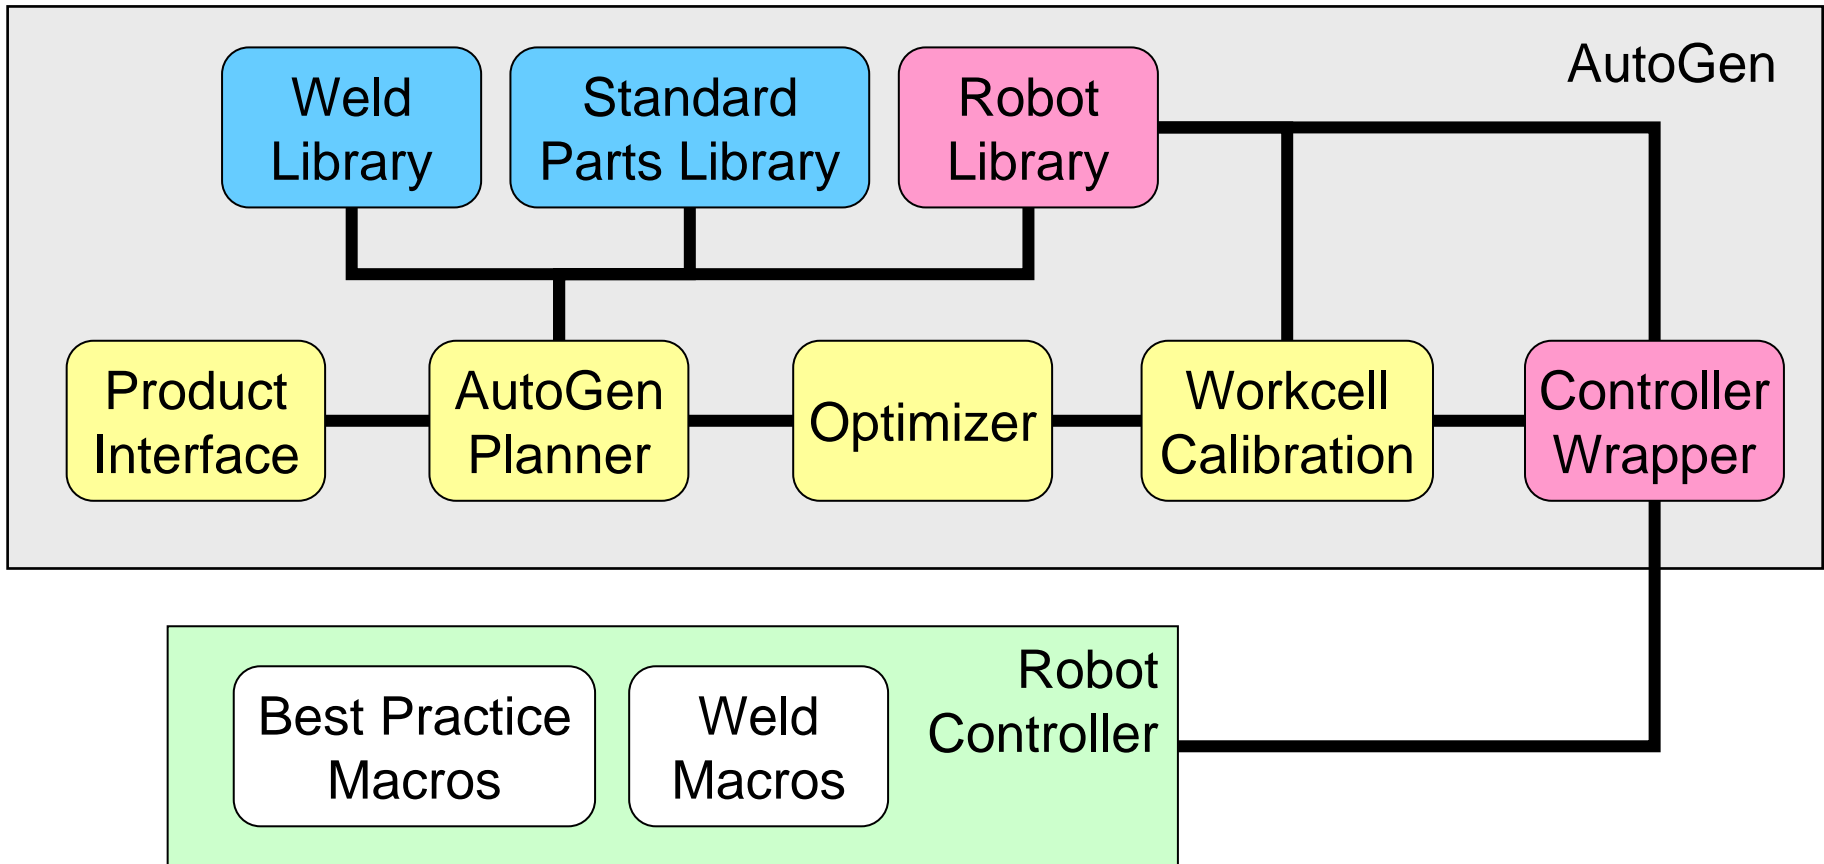 AutoGen
Weld
Library
Standard
Parts Library
Robot
Library
Product
Interface
AutoGen
Planner
Optimizer
Workcell
Calibration
Controller
Wrapper
Best Practice
Macros
Weld
Macros
Robot
Controller